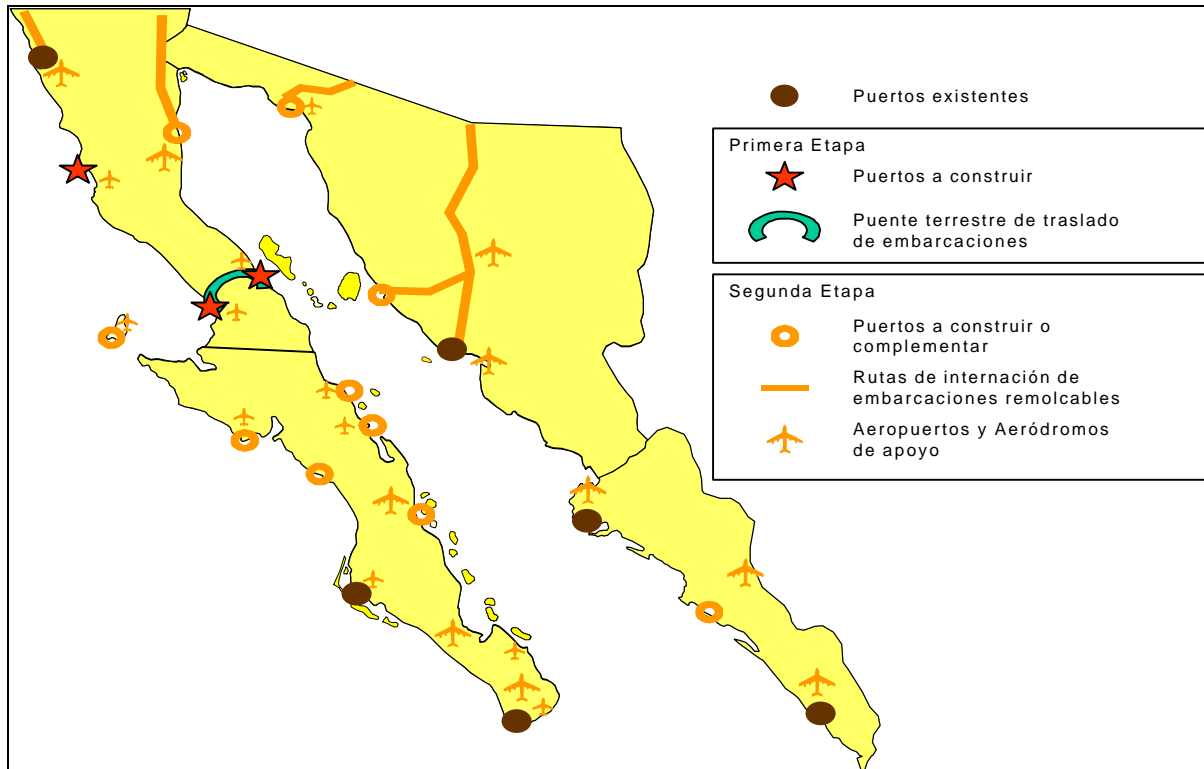 Puertos existentes
Primera Etapa
Puertos a construir
Puente terrestre de traslado
de embarcaciones
Segunda Etapa
Puertos a construir o
complementar
Rutas de internación de
embarcaciones remolcables
Aeropuertos y Aeródromos
de apoyo